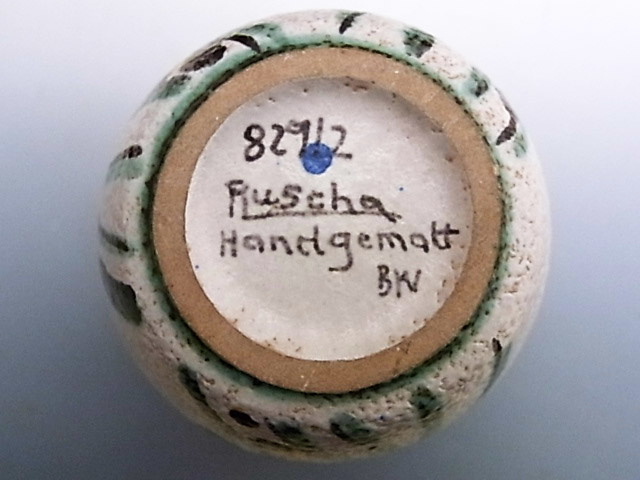 829/2
Ruscha
Handgemalt
BW